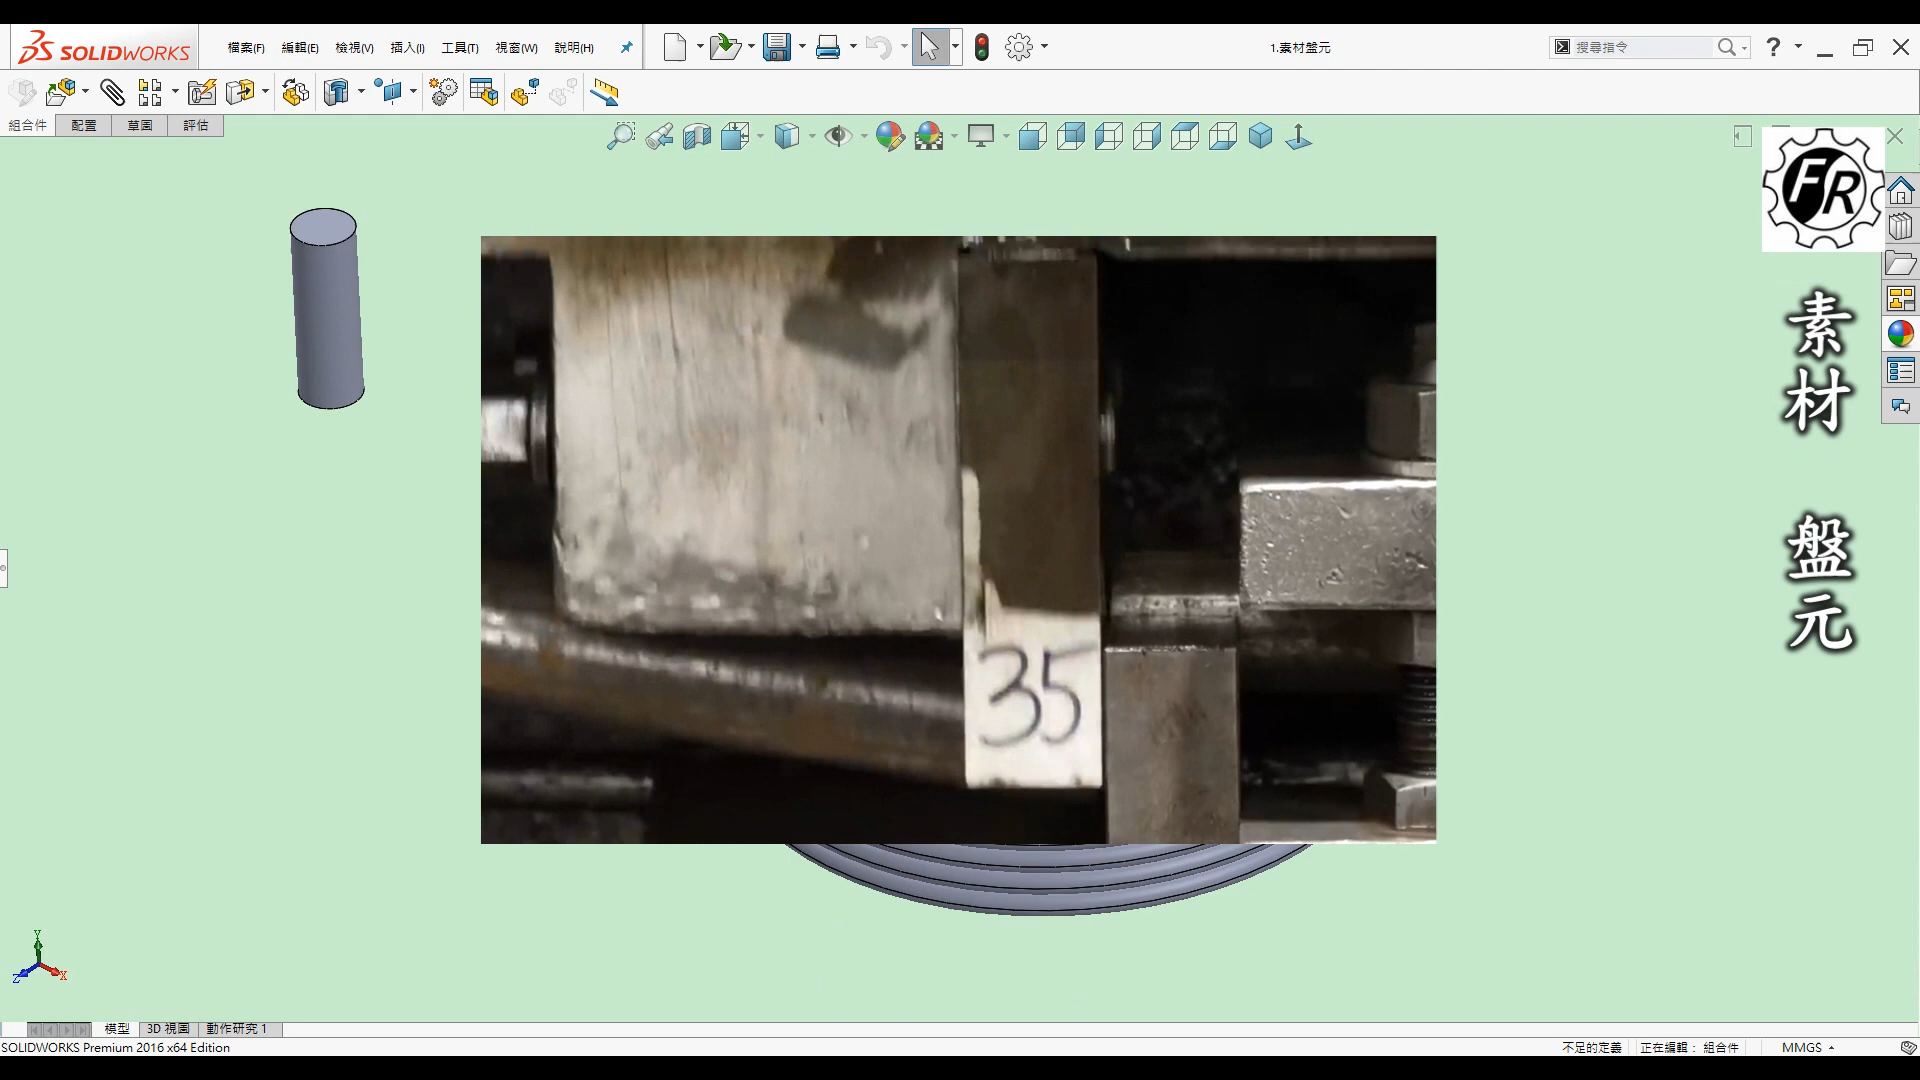 SOLIDWORKS
檔案(F) 編輯(E) 檢視(V) 插入(I) 工具(T) 視窗(W) 說明(H)
1.素材盤元
搜尋指令
組合件 配置 草圖 評估
FR
素材 盤元
35
Y
Z
X
模型 3D 視圖 動作研究 1
SOLIDWORKS Premium 2016 x64 Edition
不足的定義 正在編輯: 組合件 MMGS